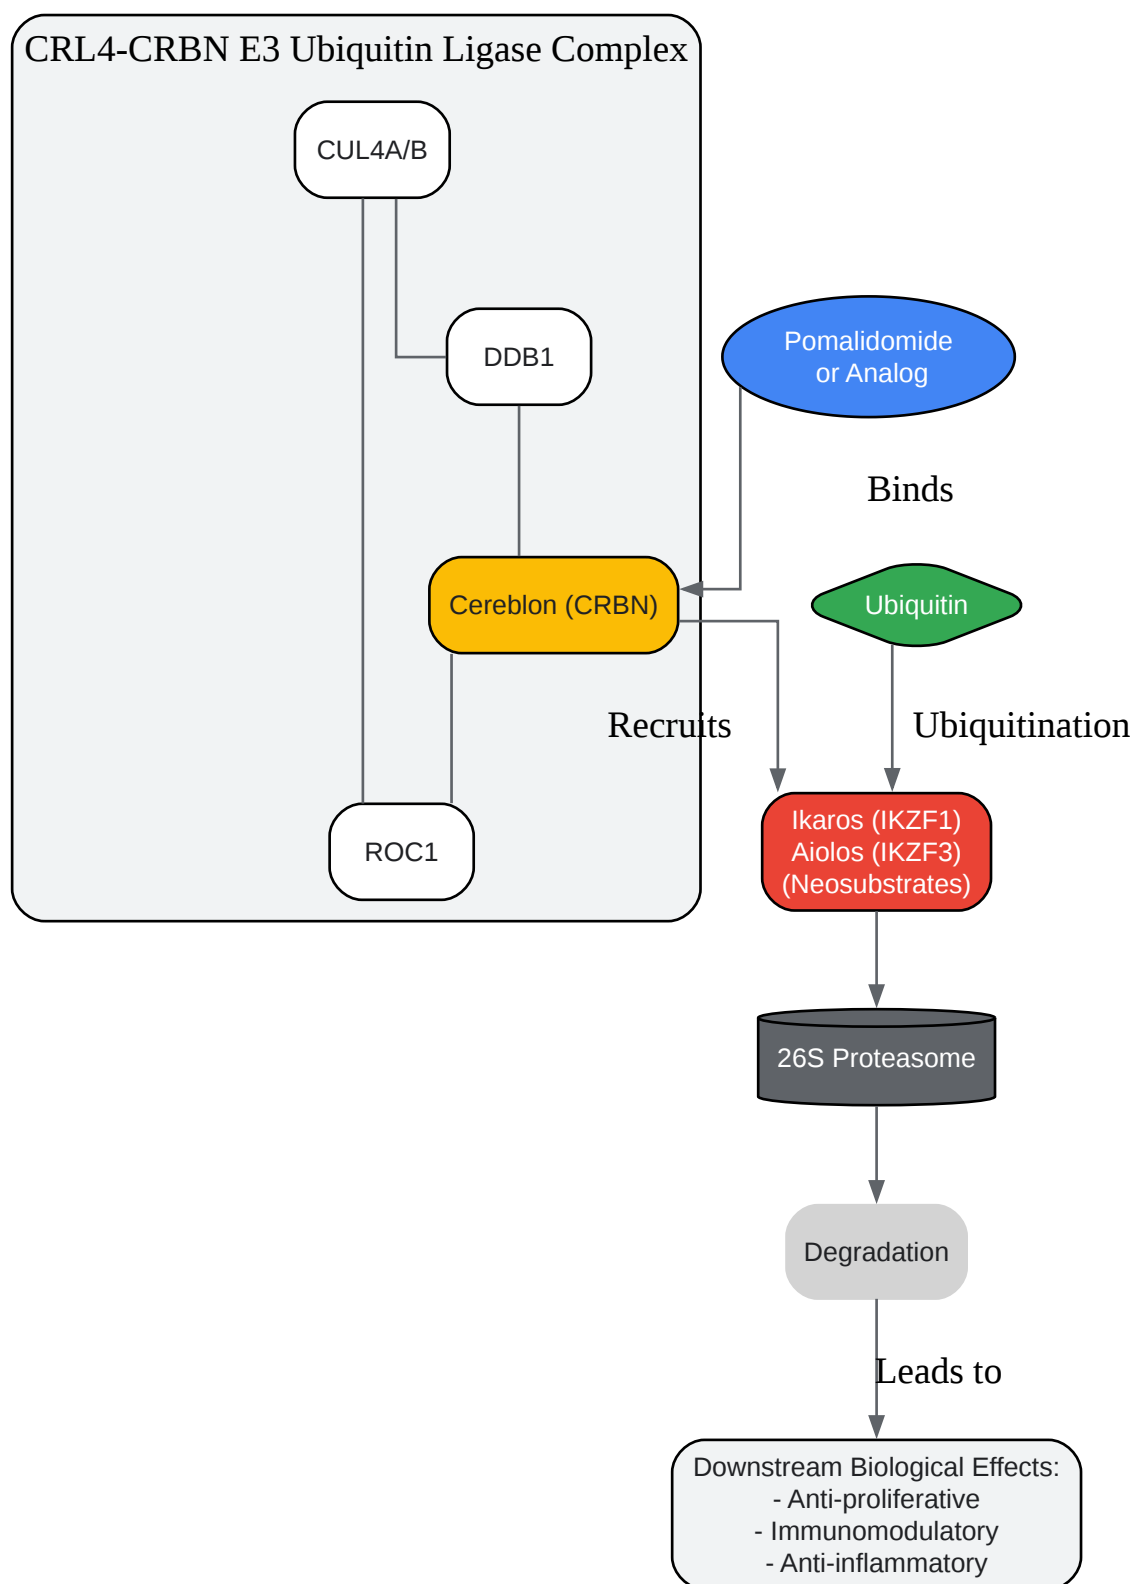 CRL4-CRBN E3 Ubiquitin Ligase Complex
CUL4A/B
DDB1
Pomalidomide
or Analog
Binds
Cereblon (CRBN)
Ubiquitin
Recruits
Ubiquitination
Ikaros (IKZF1)
Aiolos (IKZF3)
(Neosubstrates)
ROC1
26S Proteasome
Degradation
Leads to
Downstream Biological Effects:
- Anti-proliferative
- Immunomodulatory
- Anti-inflammatory